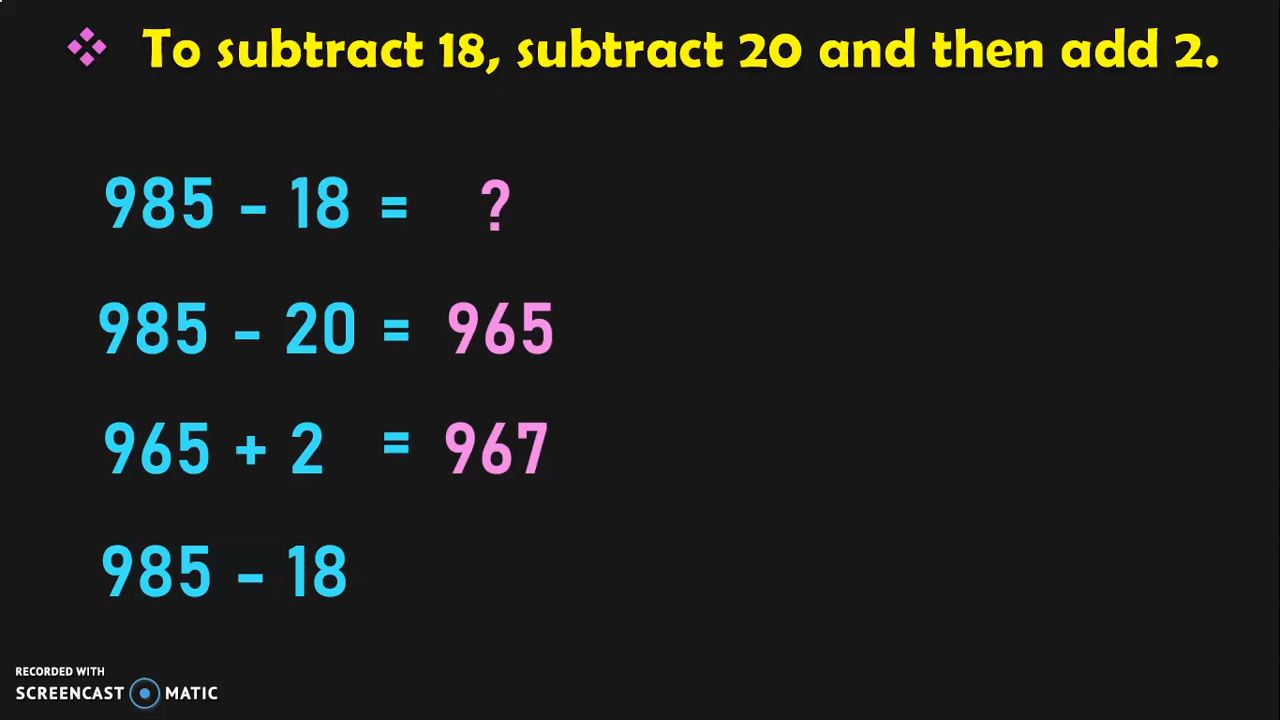 To subtract 18, subtract 20 and then add 2.
985 - 18 = ?
985 - 20 = 965
965 + 2 = 967
985 - 18
RECORDED WITH
SCREENCAST MATIC